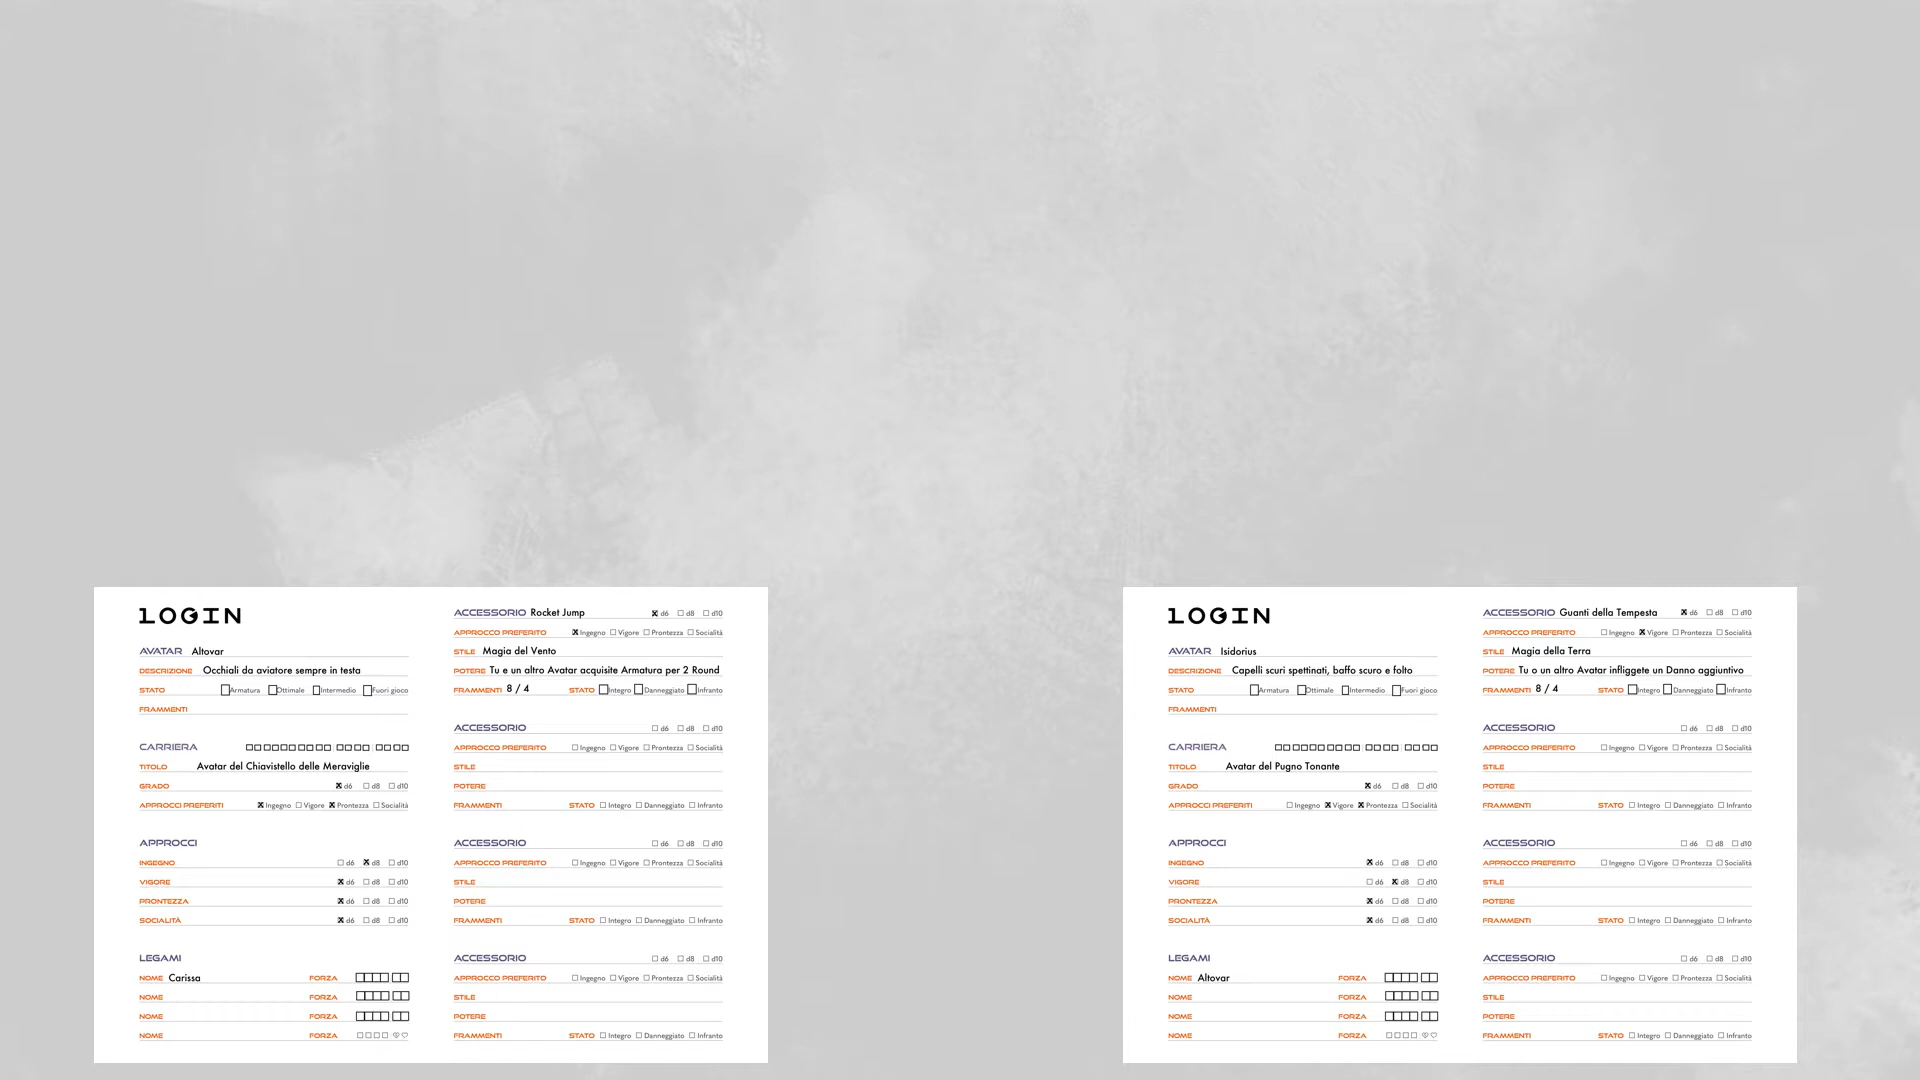 LOGIN
AVATAR Altovar
DESCRIZIONE Occhiali da aviatore sempre in testa
STATO Armatura Ottimale Intermedio Fuori gioco
FRAMMENTI
CARRIERA
TITOLO Avatar del Chiavistello delle Meraviglie
GRADO X d6 d8 d10
APPROCCI PREFERITI X Ingegno Vigore X Prontezza Socialità
APPROCCI
INGEGNO d6 X d8 d10
VIGORE X d6 d8 d10
PRONTEZZA X d6 d8 d10
SOCIALITÀ X d6 d8 d10
LEGAMI
NOME Carissa FORZA
NOME FORZA
NOME FORZA
NOME FORZA
ACCESSORIO Rocket Jump X d6 d8 d10
APPROCCO PREFERITO X Ingegno Vigore Prontezza Socialità
STILE Magia del Vento
POTERE Tu e un altro Avatar acquisite Armatura per 2 Round
FRAMMENTI 8 / 4 STATO Integro Danneggiato Infranto
ACCESSORIO d6 d8 d10
APPROCCO PREFERITO Ingegno Vigore Prontezza Socialità
STILE
POTERE
FRAMMENTI STATO Integro Danneggiato Infranto
ACCESSORIO d6 d8 d10
APPROCCO PREFERITO Ingegno Vigore Prontezza Socialità
STILE
POTERE
FRAMMENTI STATO Integro Danneggiato Infranto
ACCESSORIO d6 d8 d10
APPROCCO PREFERITO Ingegno Vigore Prontezza Socialità
STILE
POTERE
FRAMMENTI STATO Integro Danneggiato Infranto
LOGIN
AVATAR Isidorius
DESCRIZIONE Capelli scuri spettinati, baffo scuro e folto
STATO Armatura Ottimale Intermedio Fuori gioco
FRAMMENTI
CARRIERA
TITOLO Avatar del Pugno Tonante
GRADO X d6 d8 d10
APPROCCI PREFERITI Ingegno X Vigore X Prontezza Socialità
APPROCCI
INGEGNO X d6 d8 d10
VIGORE d6 X d8 d10
PRONTEZZA X d6 d8 d10
SOCIALITÀ X d6 d8 d10
LEGAMI
NOME Altovar FORZA
NOME FORZA
NOME FORZA
NOME FORZA
ACCESSORIO Guanti della Tempesta X d6 d8 d10
APPROCCO PREFERITO Ingegno X Vigore Prontezza Socialità
STILE Magia della Terra
POTERE Tu o un altro Avatar infliggete un Danno aggiuntivo
FRAMMENTI 8 / 4 STATO Integro Danneggiato Infranto
ACCESSORIO d6 d8 d10
APPROCCO PREFERITO Ingegno Vigore Prontezza Socialità
STILE
POTERE
FRAMMENTI STATO Integro Danneggiato Infranto
ACCESSORIO d6 d8 d10
APPROCCO PREFERITO Ingegno Vigore Prontezza Socialità
STILE
POTERE
FRAMMENTI STATO Integro Danneggiato Infranto
ACCESSORIO d6 d8 d10
APPROCCO PREFERITO Ingegno Vigore Prontezza Socialità
STILE
POTERE
FRAMMENTI STATO Integro Danneggiato Infranto